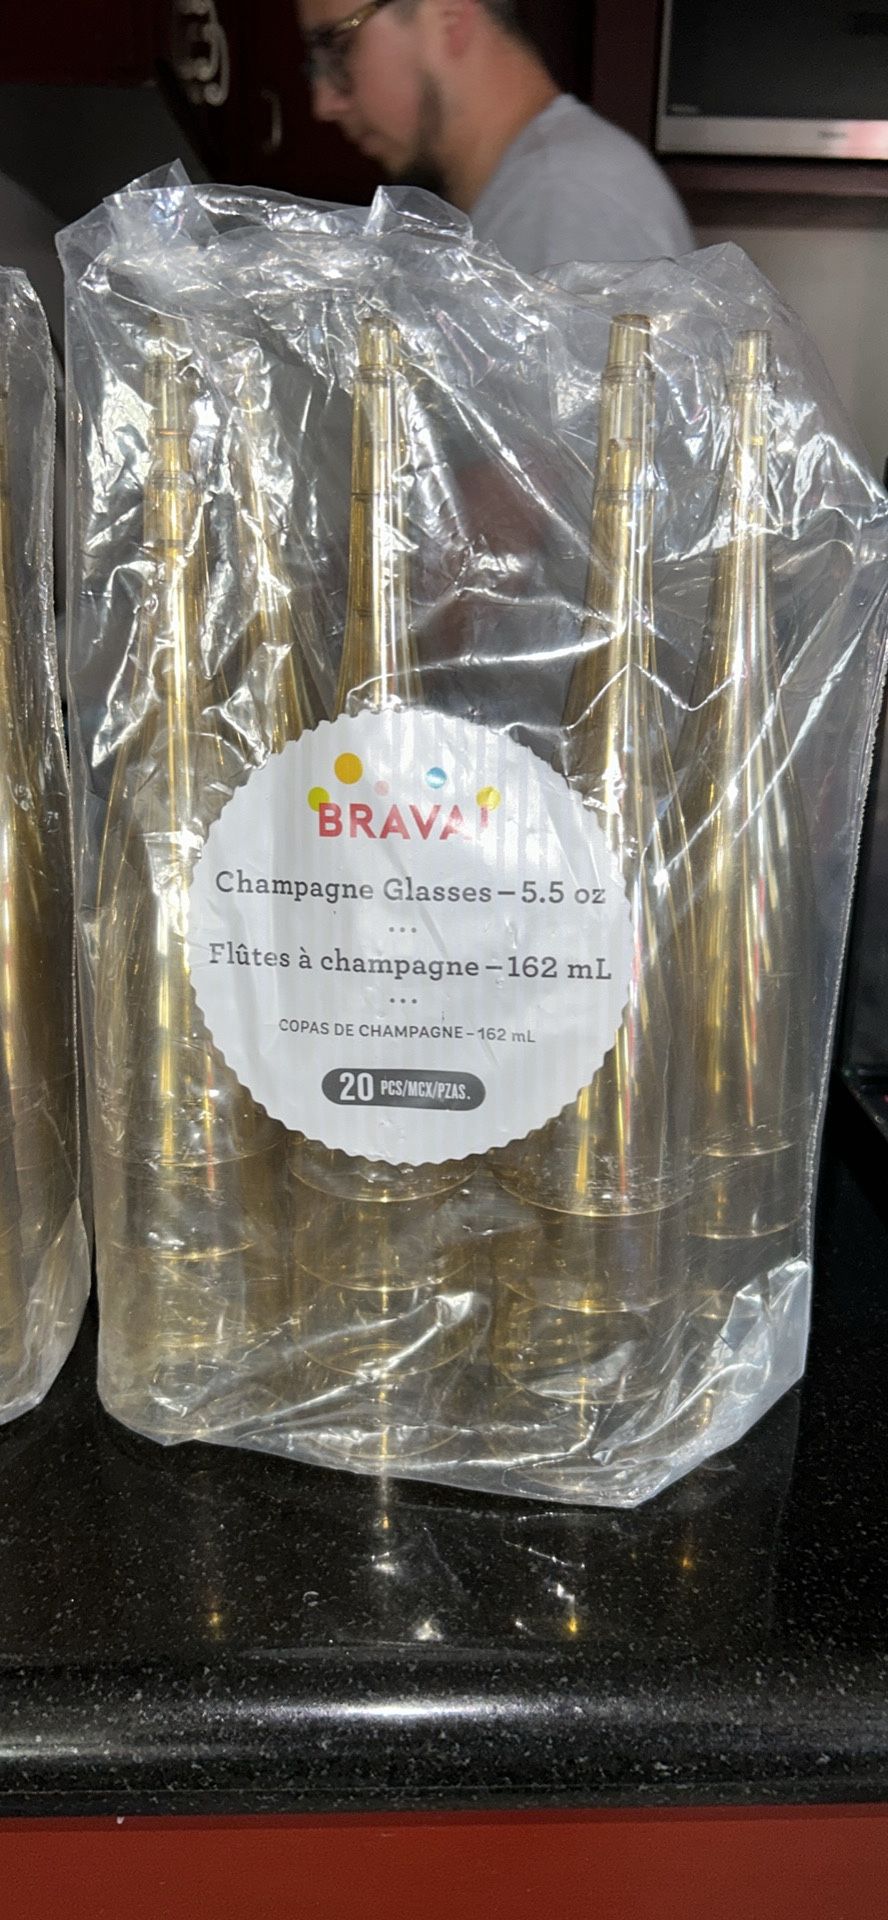 BRAVA!
Champagne Glasses – 5.5 oz
Flûtes à champagne – 162 mL
COPAS DE CHAMPAGNE – 162 mL
20 PCS/MCX/PZAS.